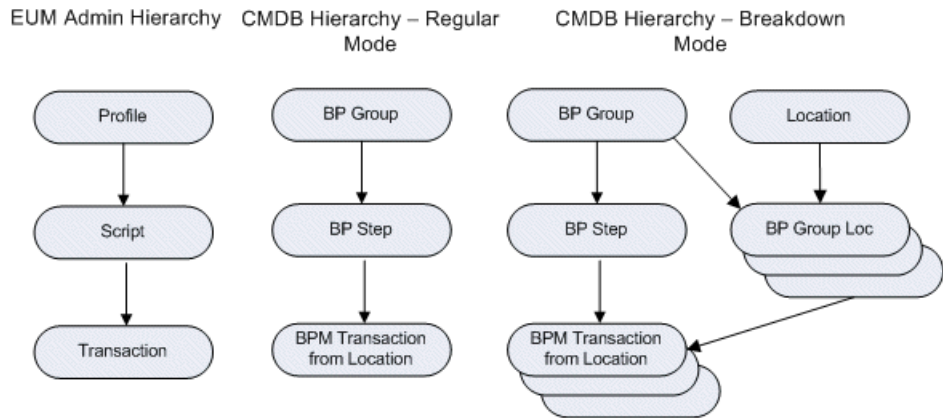 EUM Admin Hierarchy
CMDB Hierarchy – Regular
Mode
CMDB Hierarchy – Breakdown
Mode
Profile
Script
Transaction
BP Group
BP Step
BPM Transaction
from Location
BP Group
Location
BP Step
BP Group Loc
BPM Transaction
from Location